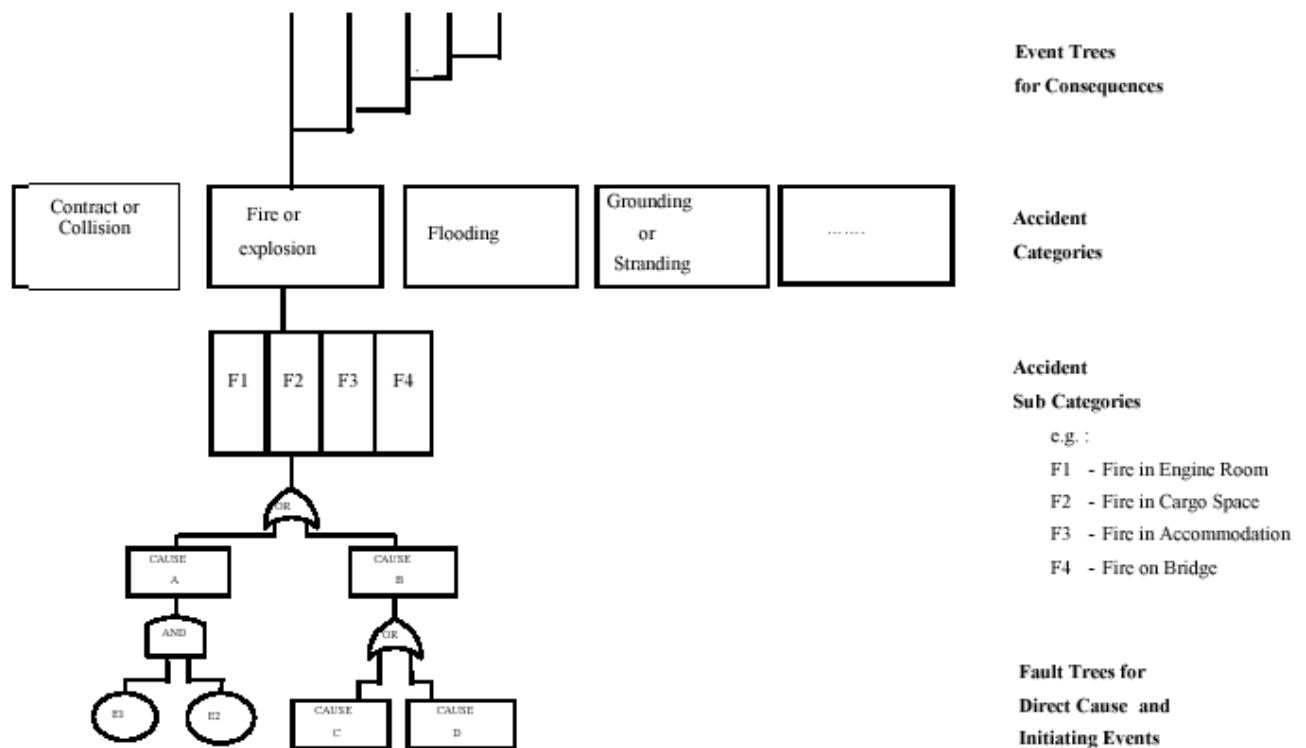 Event Trees
for Consequences
Contract or
Collision
Fire or
explosion
Flooding
Grounding
or
Stranding
.......
Accident
Categories
F1 F2 F3 F4
Accident
Sub Categories
e.g. :
F1 - Fire in Engine Room
F2 - Fire in Cargo Space
F3 - Fire in Accommodation
F4 - Fire on Bridge
OR
CAUSE
A
CAUSE
B
AND
OR
E1
E2
CAUSE
C
CAUSE
D
Fault Trees for
Direct Cause and
Initiating Events